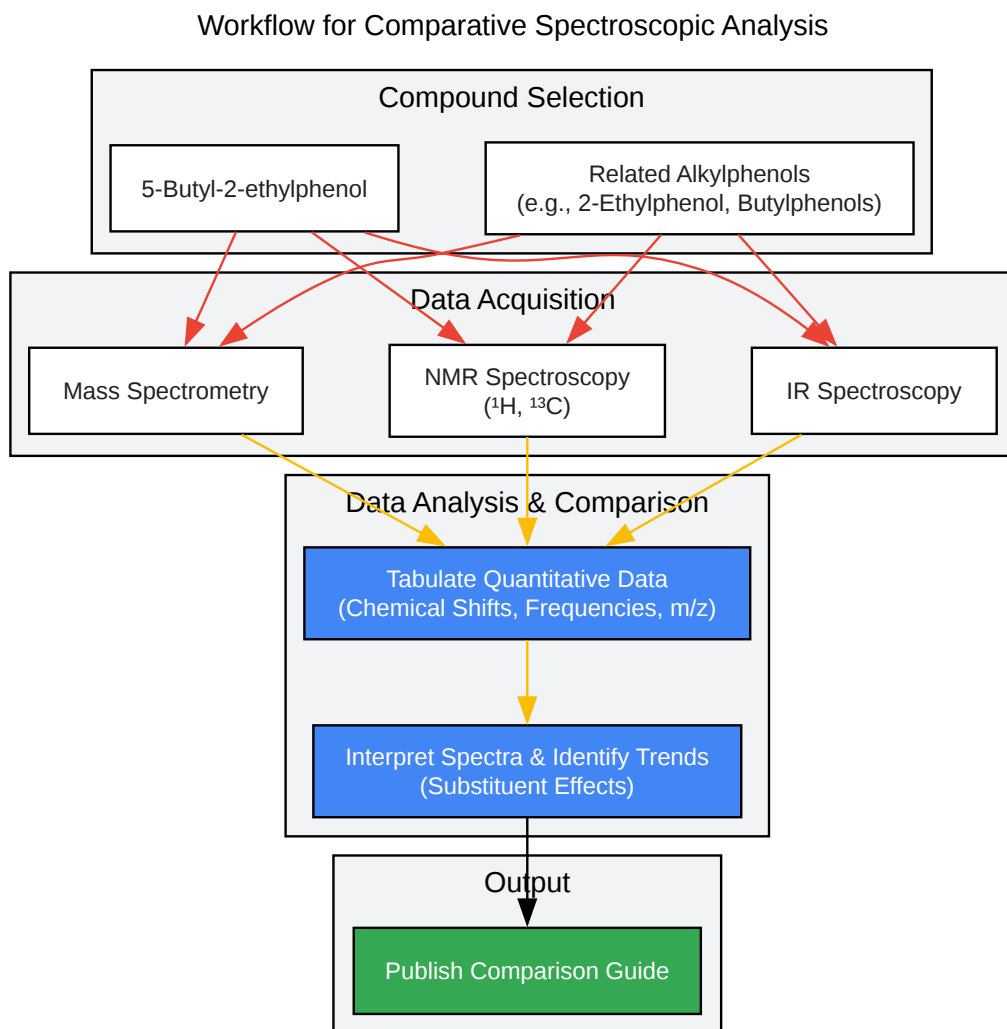 Workflow for Comparative Spectroscopic Analysis
Compound Selection
5-Butyl-2-ethylphenol
Related Alkylphenols
(e.g., 2-Ethylphenol, Butylphenols)
Data Acquisition
Mass Spectrometry
NMR Spectroscopy
(¹H, ¹³C)
IR Spectroscopy
Data Analysis & Comparison
Tabulate Quantitative Data
(Chemical Shifts, Frequencies, m/z)
Interpret Spectra & Identify Trends
(Substituent Effects)
Output
Publish Comparison Guide